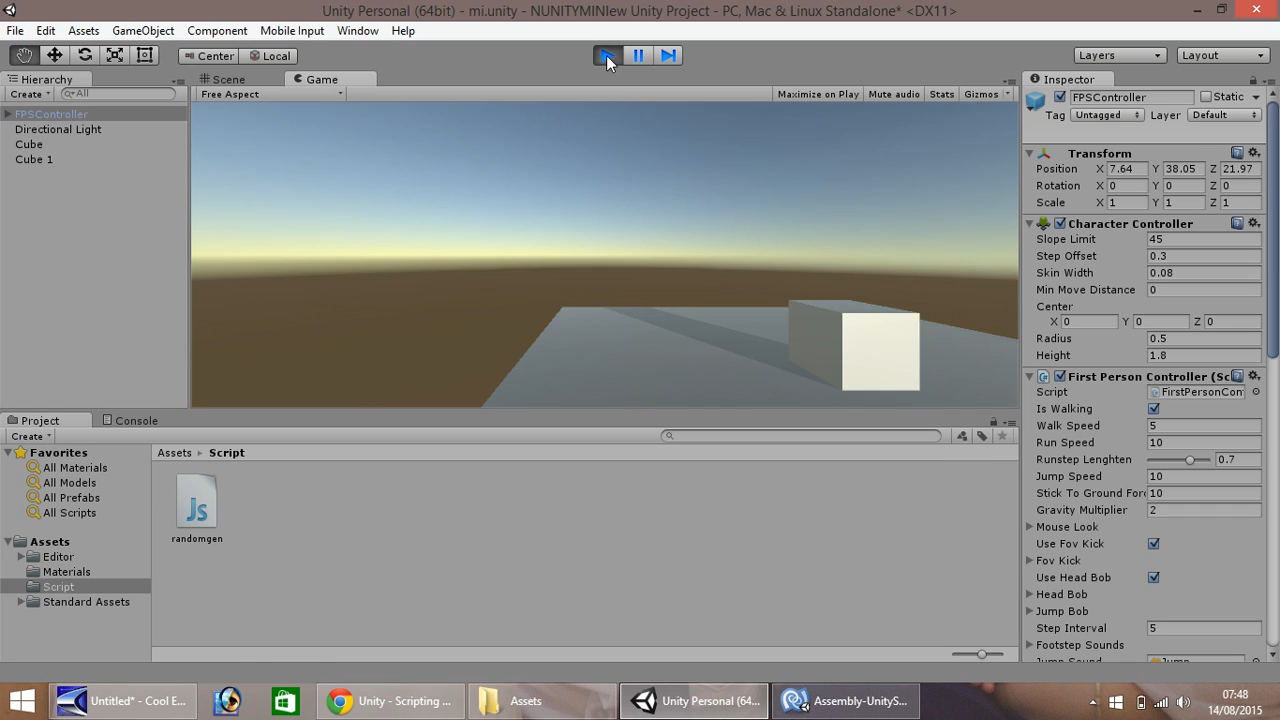 Unity Personal (64bit) - mi.unity - NUNITYMINIew Unity Project - PC, Mac & Linux Standalone* <DX11>
File Edit Assets GameObject Component Mobile Input Window Help
Center Local Layers Layout
Hierarchy
Create All
FPSController
Directional Light
Cube
Cube 1
Scene Game
Free Aspect Maximize on Play Mute audio Stats Gizmos
Inspector
FPSController Static
Tag Untagged Layer Default
Transform
Position X 7.64 Y 38.05 Z 21.97
Rotation X 0 Y 0 Z 0
Scale X 1 Y 1 Z 1
Character Controller
Slope Limit 45
Step Offset 0.3
Skin Width 0.08
Min Move Distance 0
Center
X 0 Y 0 Z 0
Radius 0.5
Height 1.8
First Person Controller (Sc
Script FirstPersonCon
Is Walking
Walk Speed 5
Run Speed 10
Runstep Lenghten 0.7
Jump Speed 10
Stick To Ground For 10
Gravity Multiplier 2
Mouse Look
Use Fov Kick
Fov Kick
Use Head Bob
Head Bob
Jump Bob
Step Interval 5
Footstep Sounds
Jump Sound Jump
Project Console
Create
Favorites
All Materials
All Models
All Prefabs
All Scripts
Assets
Editor
Materials
Script
Standard Assets
Assets Script
Js
randomgen
Untitled* - Cool E... Unity - Scripting ... Assets Unity Personal (64... Assembly-UnityS...
07:48
14/08/2015